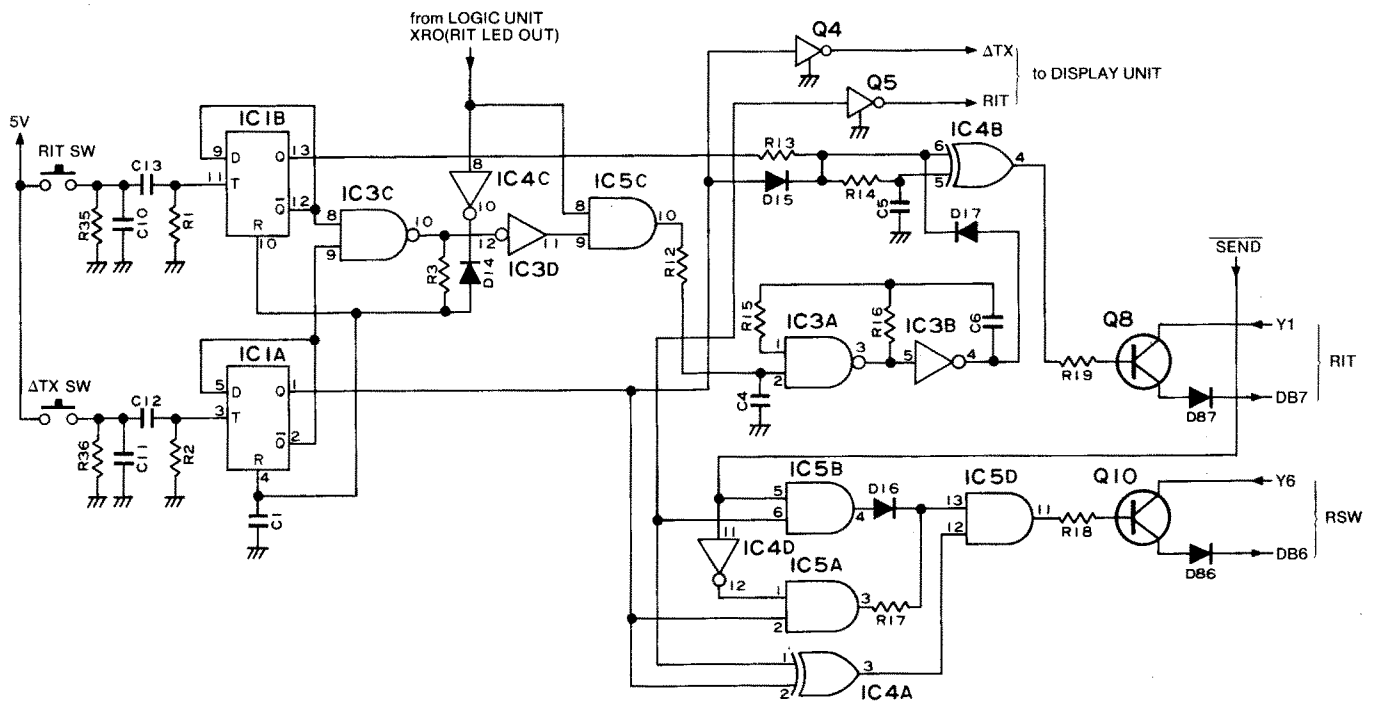 from LOGIC UNIT
XRO(RIT LED OUT)
Q4
ΔTX
to DISPLAY UNIT
Q5
RIT
5V
RIT SW
IC1B
9 D Q 13
11 T
Q 12
R
10
C13
R35
C10
R1
IC3C
8
9
10
8
IC4C
10
R3
D14
12
11
IC3D
IC5C
8
9
10
R12
R13
D15
R14
C5
IC4B
6
5
4
D17
SEND
ΔTX SW
IC1A
5 D Q 1
3 T
Q 2
R
4
C12
R36
C11
R2
C1
R15
IC3A
1
2
3
C4
R16
IC3B
5
4
C6
Q8
R19
D87
Y1
DB7
RIT
IC5B
5
6
4
D16
11
IC4D
12
IC5A
1
2
3
R17
IC5D
13
12
11
R18
Q10
D86
Y6
DB6
RSW
1
2
3
IC4A